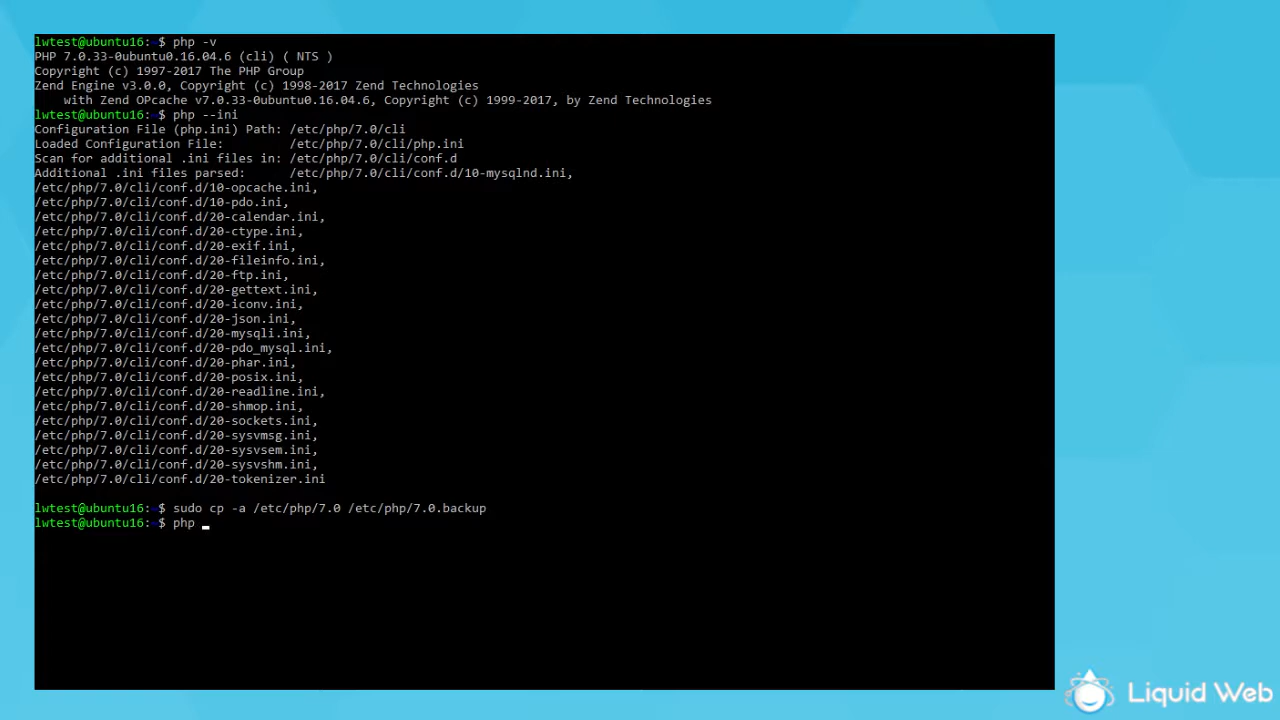 lwtest@ubuntu16:~$ php -v
PHP 7.0.33-0ubuntu0.16.04.6 (cli) ( NTS )
Copyright (c) 1997-2017 The PHP Group
Zend Engine v3.0.0, Copyright (c) 1998-2017 Zend Technologies
    with Zend OPcache v7.0.33-0ubuntu0.16.04.6, Copyright (c) 1999-2017, by Zend Technologies
lwtest@ubuntu16:~$ php --ini
Configuration File (php.ini) Path: /etc/php/7.0/cli
Loaded Configuration File:         /etc/php/7.0/cli/php.ini
Scan for additional .ini files in: /etc/php/7.0/cli/conf.d
Additional .ini files parsed:      /etc/php/7.0/cli/conf.d/10-mysqlnd.ini,
/etc/php/7.0/cli/conf.d/10-opcache.ini,
/etc/php/7.0/cli/conf.d/10-pdo.ini,
/etc/php/7.0/cli/conf.d/20-calendar.ini,
/etc/php/7.0/cli/conf.d/20-ctype.ini,
/etc/php/7.0/cli/conf.d/20-exif.ini,
/etc/php/7.0/cli/conf.d/20-fileinfo.ini,
/etc/php/7.0/cli/conf.d/20-ftp.ini,
/etc/php/7.0/cli/conf.d/20-gettext.ini,
/etc/php/7.0/cli/conf.d/20-iconv.ini,
/etc/php/7.0/cli/conf.d/20-json.ini,
/etc/php/7.0/cli/conf.d/20-mysqli.ini,
/etc/php/7.0/cli/conf.d/20-pdo_mysql.ini,
/etc/php/7.0/cli/conf.d/20-phar.ini,
/etc/php/7.0/cli/conf.d/20-posix.ini,
/etc/php/7.0/cli/conf.d/20-readline.ini,
/etc/php/7.0/cli/conf.d/20-shmop.ini,
/etc/php/7.0/cli/conf.d/20-sockets.ini,
/etc/php/7.0/cli/conf.d/20-sysvmsg.ini,
/etc/php/7.0/cli/conf.d/20-sysvsem.ini,
/etc/php/7.0/cli/conf.d/20-sysvshm.ini,
/etc/php/7.0/cli/conf.d/20-tokenizer.ini
lwtest@ubuntu16:~$ sudo cp -a /etc/php/7.0 /etc/php/7.0.backup
lwtest@ubuntu16:~$ php
Liquid Web